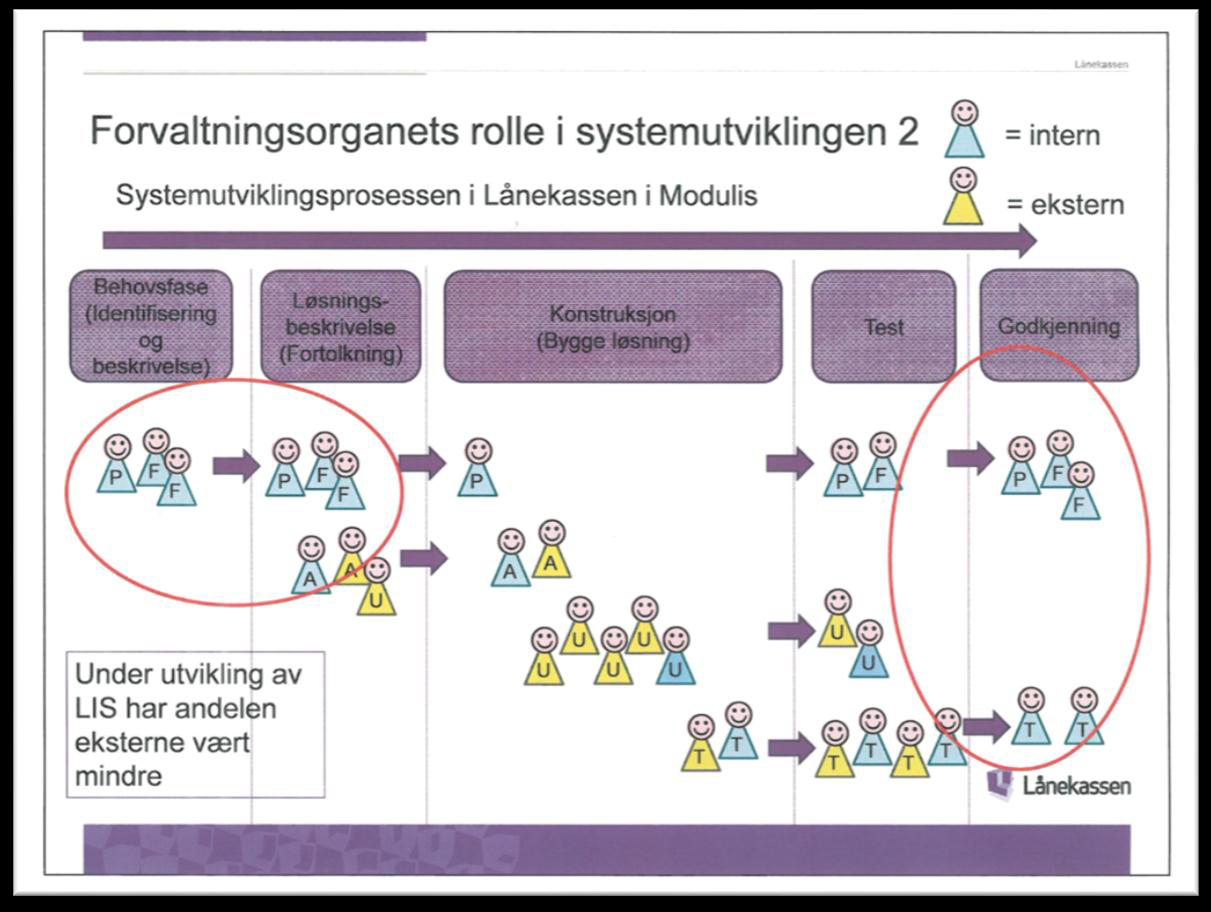 Lånekassen
Forvaltningsorganets rolle i systemutviklingen 2
= intern
Systemutviklingsprosessen i Lånekassen i Modulis
= ekstern
Behovsfase
(Identifisering
og
beskrivelse)
Løsnings-
beskrivelse
(Fortolkning)
Konstruksjon
(Bygge løsning)
Test
Godkjenning
P F F
P F F
P
P F
P F F
A A U
A A
U U U U U
U U
T T
T T T T
T T
Under utvikling av
LIS har andelen
eksterne vært
mindre
Lånekassen